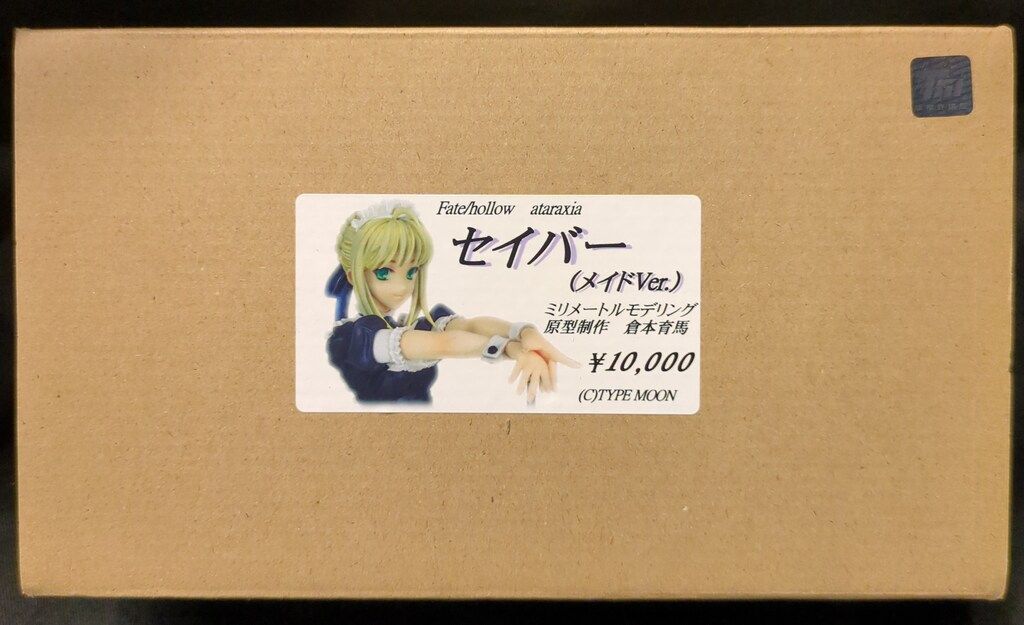 Fate/hollow ataraxia
セイバー
(メイドVer.)
ミリメートルモデリング
原型制作 倉本育馬
¥10,000
(C)TYPE MOON